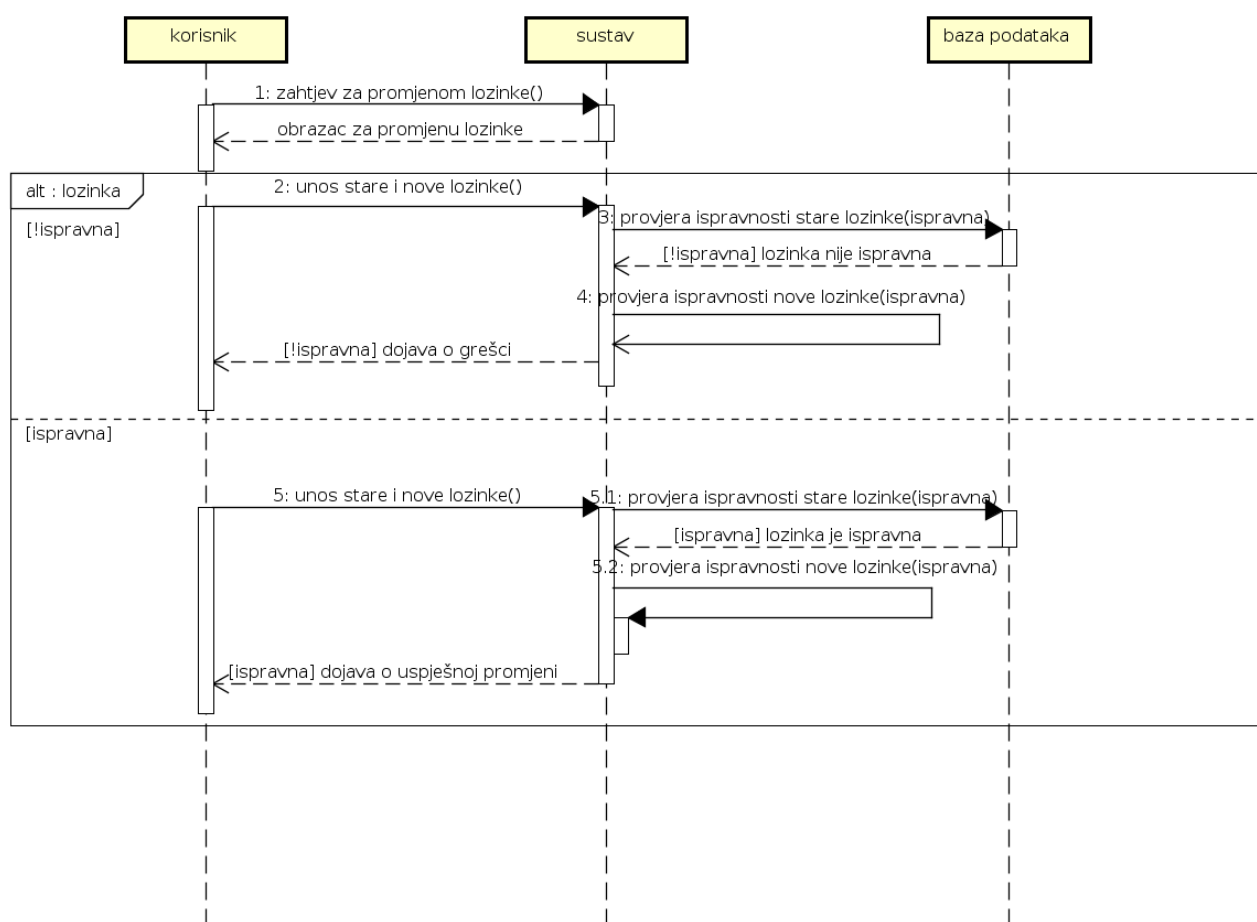 korisnik
sustav
baza podataka
1: zahtjev za promjenom lozinke()
obrazac za promjenu lozinke
alt : lozinka
2: unos stare i nove lozinke()
3: provjera ispravnosti stare lozinke(ispravna)
[!ispravna]
[!ispravna] lozinka nije ispravna
4: provjera ispravnosti nove lozinke(ispravna)
[!ispravna] dojava o grešci
[ispravna]
5: unos stare i nove lozinke()
5.1: provjera ispravnosti stare lozinke(ispravna)
[ispravna] lozinka je ispravna
5.2: provjera ispravnosti nove lozinke(ispravna)
[ispravna] dojava o uspješnoj promjeni